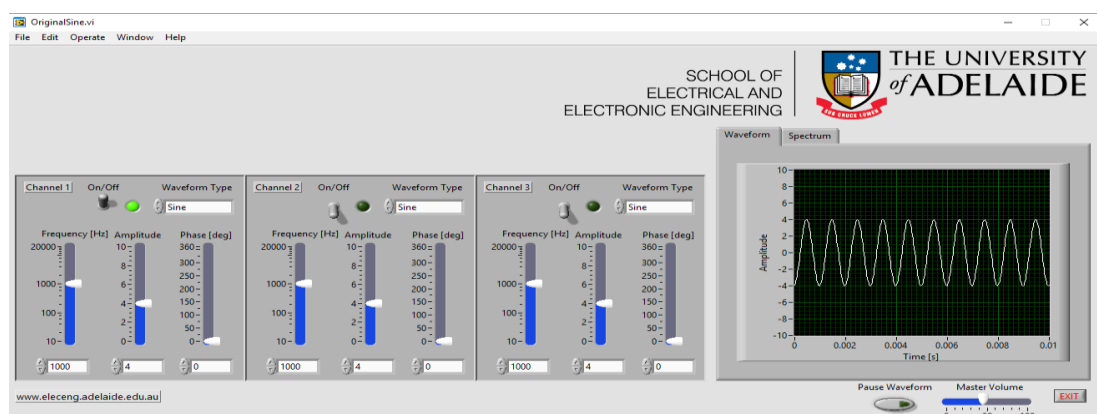 OriginalSine.vi
File Edit Operate Window Help
SCHOOL OF
ELECTRICAL AND
ELECTRONIC ENGINEERING
THE UNIVERSITY
of ADELAIDE
SUB CRUCE LUMEN
Waveform Spectrum
Channel 1 On/Off Waveform Type
Sine
Frequency [Hz] Amplitude Phase [deg]
20000
1000
100
10
10
8
6
4
2
0
360
300
250
200
150
100
50
0
1000 4 0
Channel 2 On/Off Waveform Type
Sine
Frequency [Hz] Amplitude Phase [deg]
20000
1000
100
10
10
8
6
4
2
0
360
300
250
200
150
100
50
0
1000 4 0
Channel 3 On/Off Waveform Type
Sine
Frequency [Hz] Amplitude Phase [deg]
20000
1000
100
10
10
8
6
4
2
0
360
300
250
200
150
100
50
0
1000 4 0
Amplitude
10
8
6
4
2
0
-2
-4
-6
-8
-10
0 0.002 0.004 0.006 0.008 0.01
Time [s]
www.eleceng.adelaide.edu.au
Pause Waveform Master Volume
EXIT